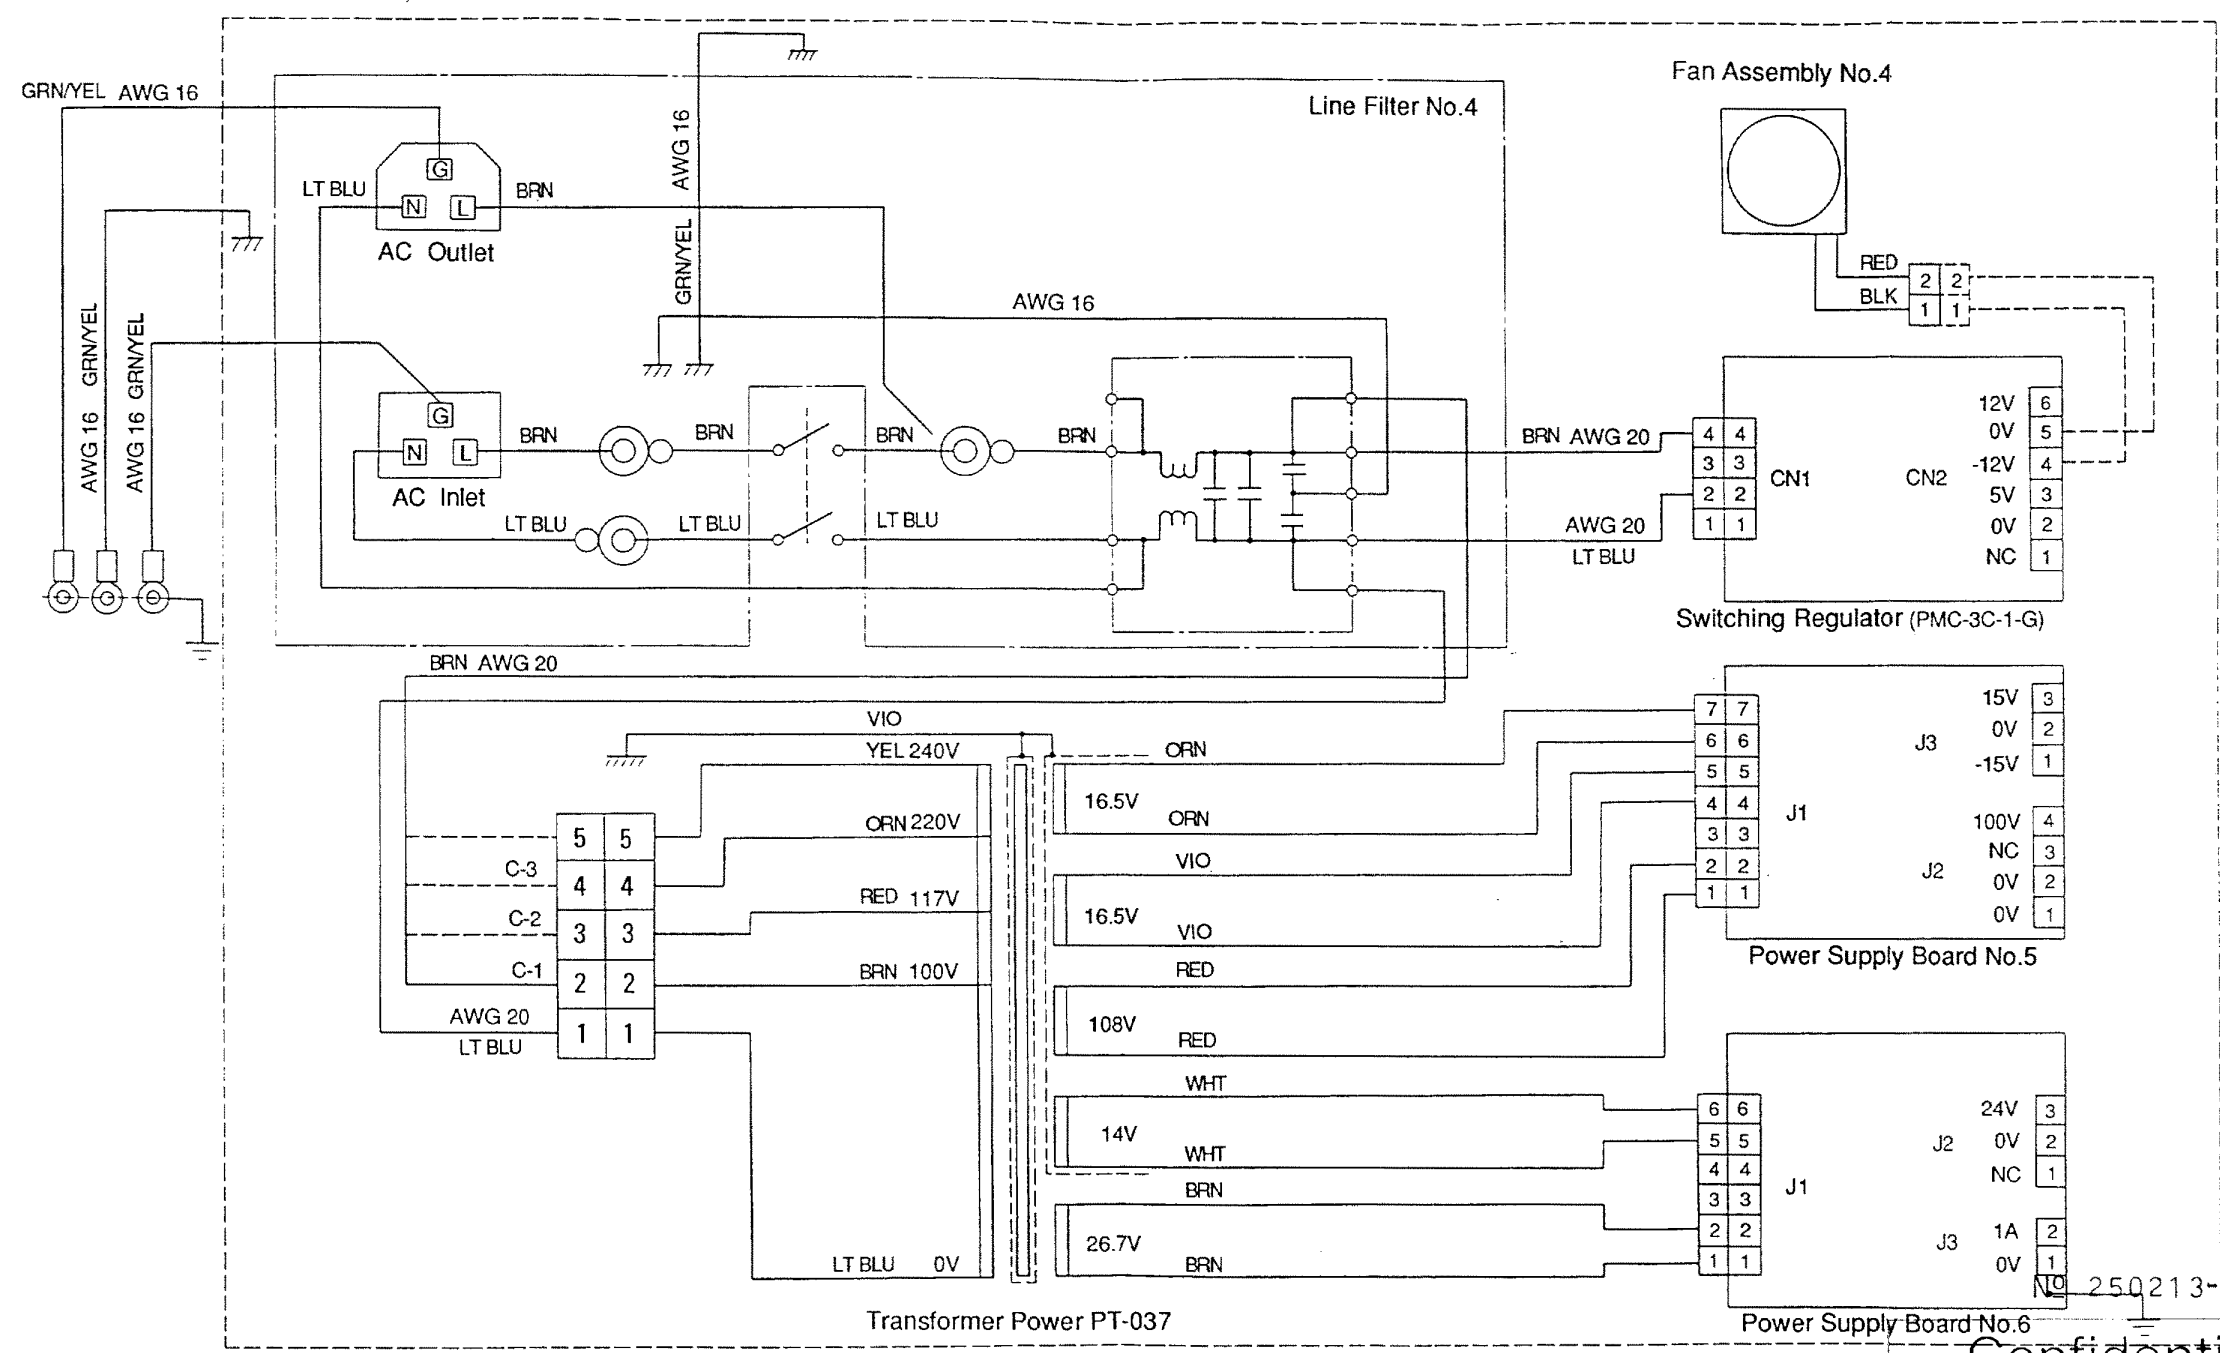 Fan Assembly No.4
GRN/YEL AWG 16
Line Filter No.4
AWG 16
GRN/YEL
G
LT BLU
N
L
BRN
AC Outlet
RED
BLK
2 2
1 1
AWG 16
AWG 16 GRN/YEL
AWG 16 GRN/YEL
G
N
L
AC Inlet
BRN
BRN
BRN
BRN
LT BLU
LT BLU
LT BLU
BRN AWG 20
AWG 20
LT BLU
4 4
3 3
2 2
1 1
CN1
CN2
12V 6
0V 5
-12V 4
5V 3
0V 2
NC 1
Switching Regulator (PMC-3C-1-G)
BRN AWG 20
VIO
YEL 240V
ORN 220V
RED 117V
BRN 100V
LT BLU 0V
C-3
C-2
C-1
AWG 20
LT BLU
5 5
4 4
3 3
2 2
1 1
ORN
16.5V
ORN
VIO
16.5V
VIO
RED
108V
RED
WHT
14V
WHT
BRN
26.7V
BRN
Transformer Power PT-037
7 7
6 6
5 5
4 4
3 3
2 2
1 1
J1
J3
15V 3
0V 2
-15V 1
J2
100V 4
NC 3
0V 2
0V 1
Power Supply Board No.5
6 6
5 5
4 4
3 3
2 2
1 1
J1
J2
24V 3
0V 2
NC 1
J3
1A 2
0V 1
Nº 250213-
Power Supply Board No.6